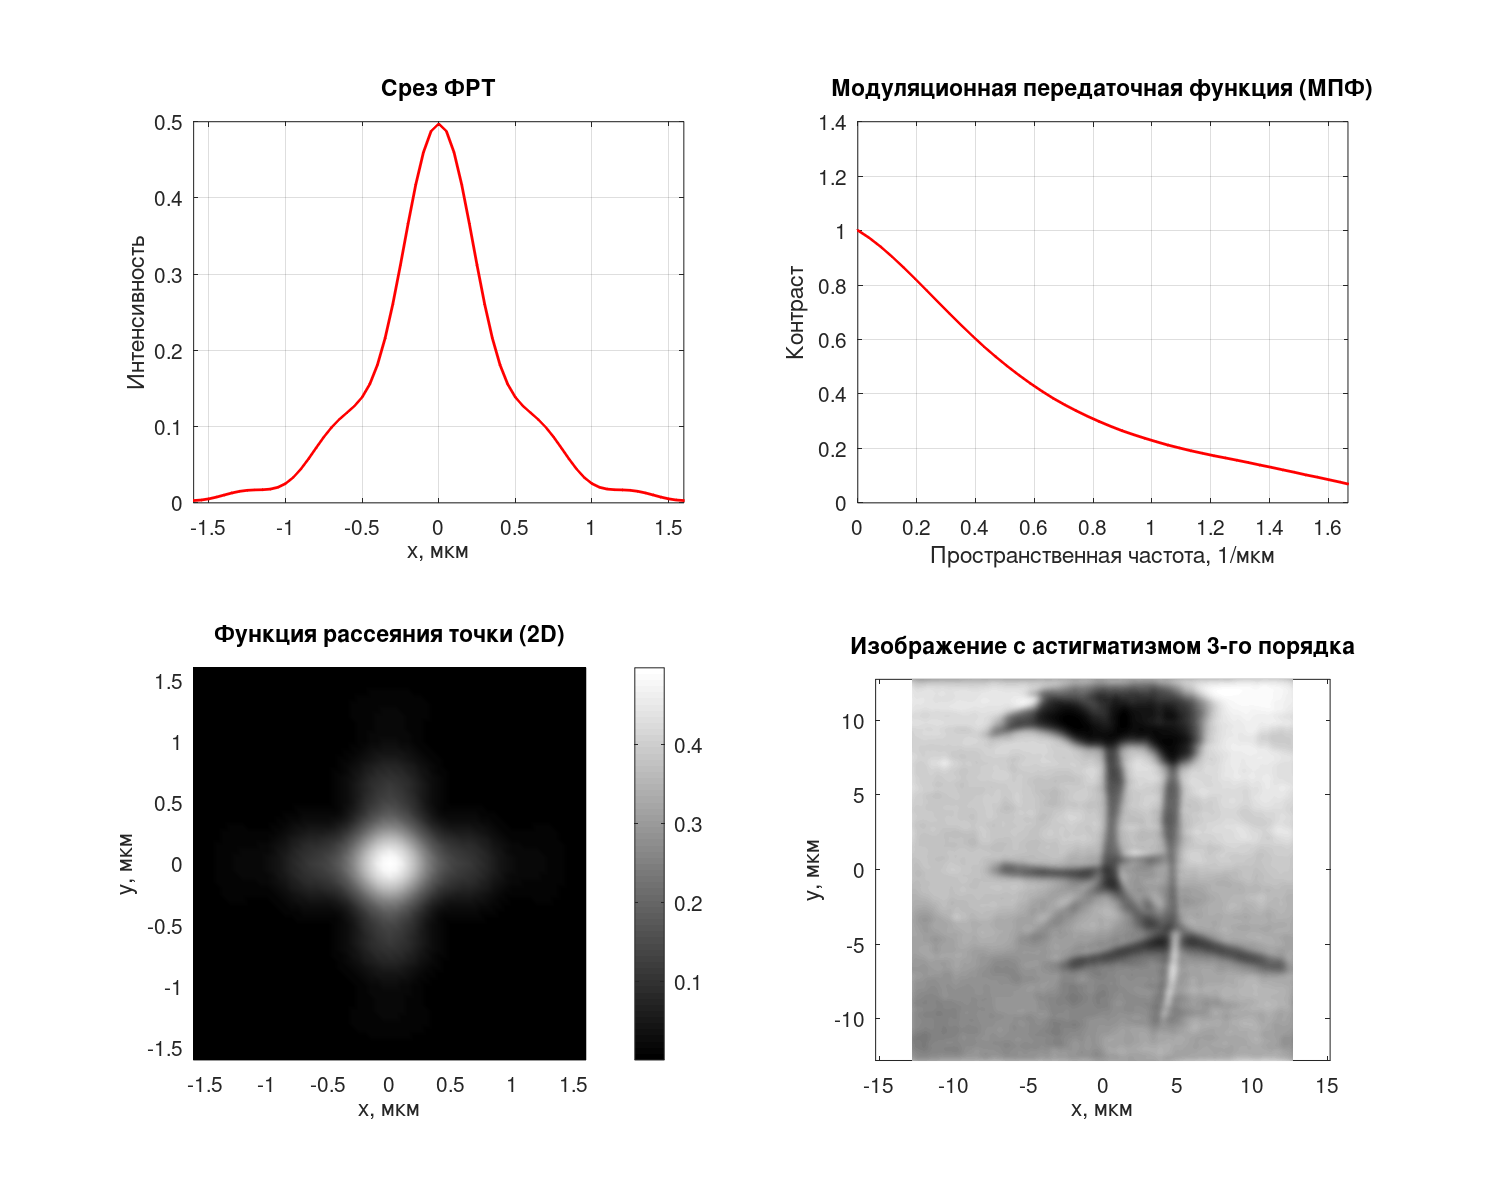 Срез ФРТ
0.5
0.4
0.3
0.2
0.1
0
Интенсивность
-1.5 -1 -0.5 0 0.5 1 1.5
x, мкм
Модуляционная передаточная функция (МПФ)
1.4
1.2
1
0.8
0.6
0.4
0.2
0
Контраст
0 0.2 0.4 0.6 0.8 1 1.2 1.4 1.6
Пространственная частота, 1/мкм
Функция рассеяния точки (2D)
1.5
1
0.5
0
-0.5
-1
-1.5
y, мкм
-1.5 -1 -0.5 0 0.5 1 1.5
x, мкм
0.4
0.3
0.2
0.1
Изображение с астигматизмом 3-го порядка
10
5
0
-5
-10
y, мкм
-15 -10 -5 0 5 10 15
x, мкм